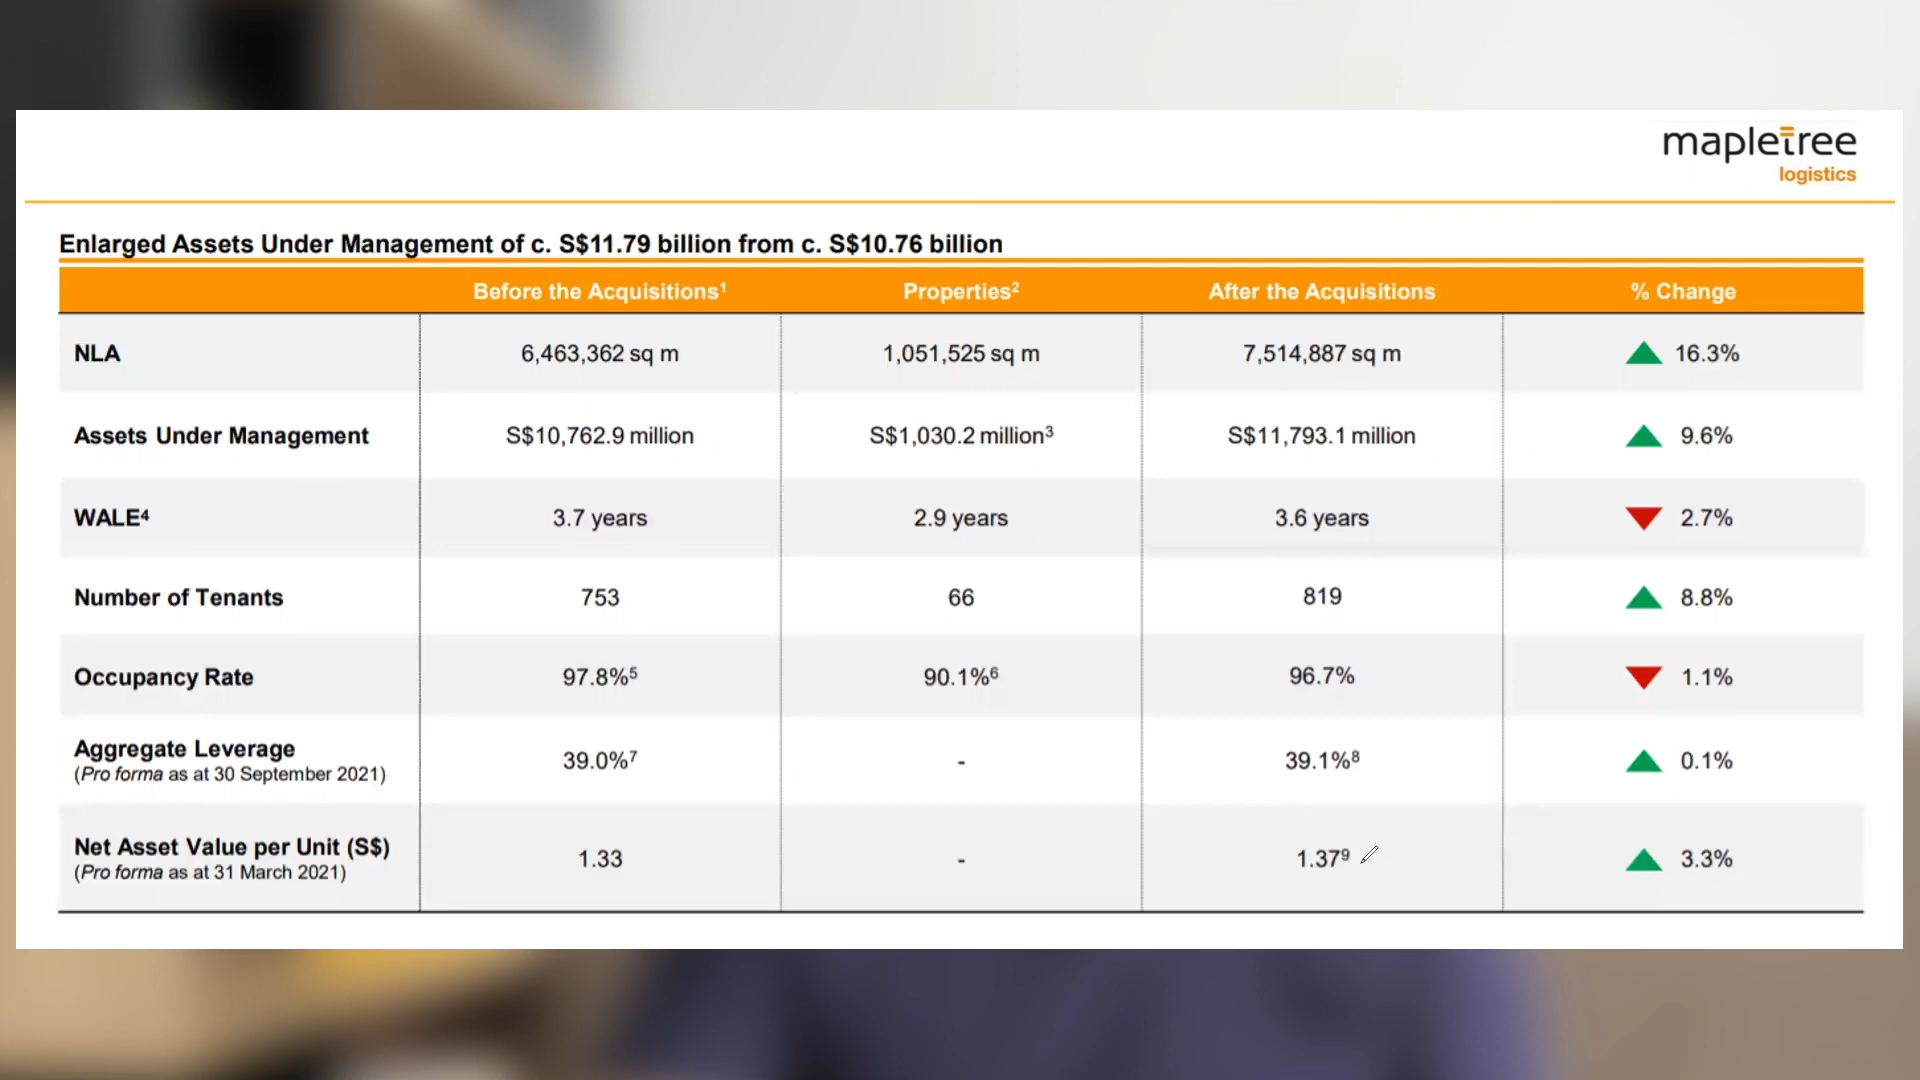 mapletree
logistics
Enlarged Assets Under Management of c. S$11.79 billion from c. S$10.76 billion
Before the Acquisitions¹ Properties² After the Acquisitions % Change
NLA 6,463,362 sq m 1,051,525 sq m 7,514,887 sq m 16.3%
Assets Under Management S$10,762.9 million S$1,030.2 million³ S$11,793.1 million 9.6%
WALE⁴ 3.7 years 2.9 years 3.6 years 2.7%
Number of Tenants 753 66 819 8.8%
Occupancy Rate 97.8%⁵ 90.1%⁶ 96.7% 1.1%
Aggregate Leverage
(Pro forma as at 30 September 2021) 39.0%⁷ - 39.1%⁸ 0.1%
Net Asset Value per Unit (S$)
(Pro forma as at 31 March 2021) 1.33 - 1.37⁹ 3.3%